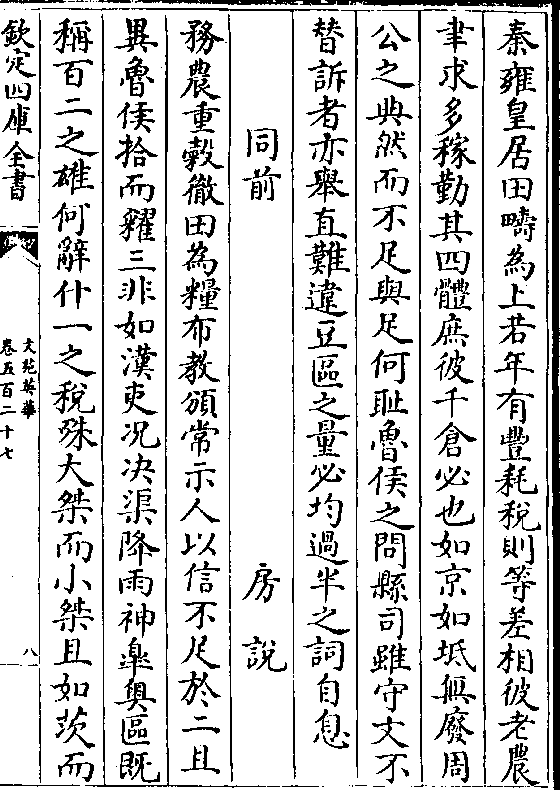 秦雍皇居田疇為上若年有豐耗税則等差相彼老農
聿求多稼勤其四體庶彼千倉必也如京如坻無廢周
公之典然而不足與足何耻魯侯之問縣司雖守文不
替訴者亦舉直難違豆區之量必均過半之詞自息
同前 房說
務農重穀徹田為糧布教頒常示人以信不足於二且
異魯侯拾而糴三非如漢吏况决渠降雨神臯奥區既
稱百二之雄何辭什一之税殊大桀而小桀且如茨而
欽定四庫全書
文苑英華
卷五百二十七
八